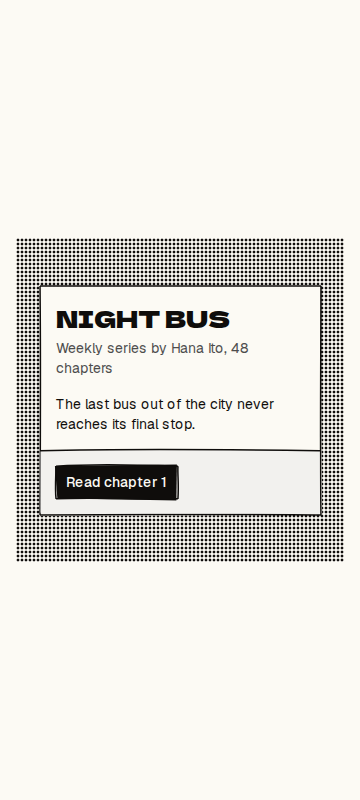 NIGHT BUS
Weekly series by Hana Ito, 48
chapters
The last bus out of the city never
reaches its final stop.
Read chapter 1